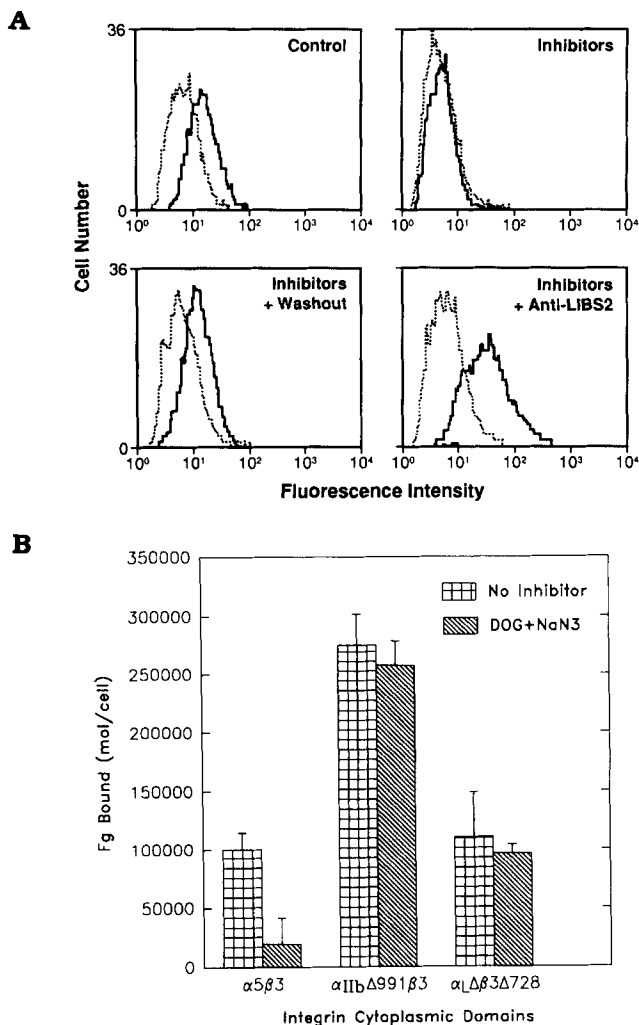 A
36
Control
Inhibitors
0
10⁰ 10¹ 10² 10³ 10⁴
10⁰ 10¹ 10² 10³ 10⁴
Cell Number
36
Inhibitors
+ Washout
Inhibitors
+ Anti-LIBS2
0
10⁰ 10¹ 10² 10³ 10⁴
10⁰ 10¹ 10² 10³ 10⁴
Fluorescence Intensity
B
350000
300000
250000
200000
150000
100000
50000
0
Fg Bound (mol/cell)
No Inhibitor
DOG+NaN3
α5β3
αIIbΔ991β3
αLΔβ3Δ728
Integrin Cytoplasmic Domains